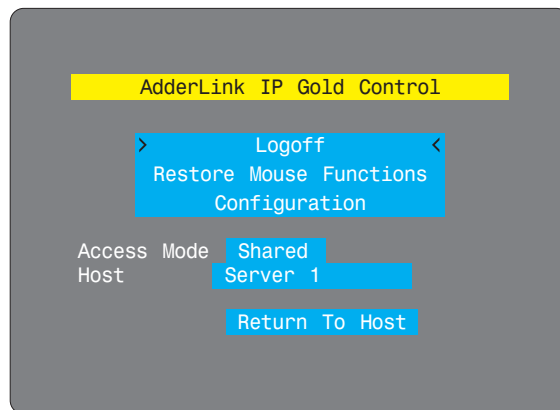 AdderLink IP Gold Control
> Logoff <
Restore Mouse Functions
Configuration
Access Mode Shared
Host Server 1
Return To Host